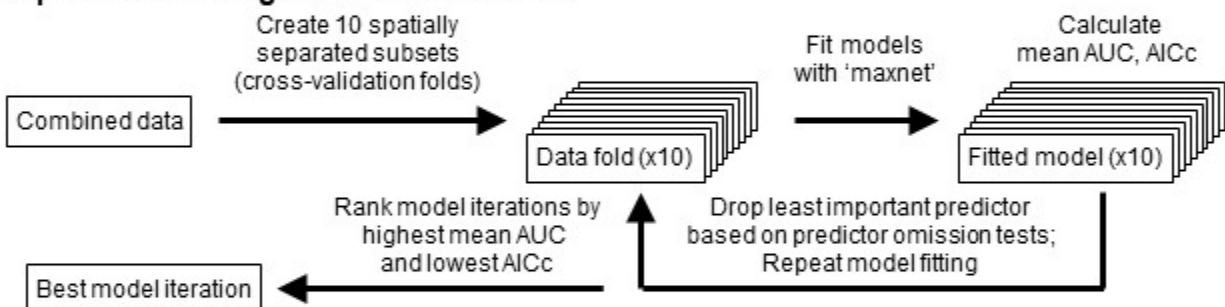 Create 10 spatially
separated subsets
(cross-validation folds)
Fit models
with ‘maxnet’
Calculate
mean AUC, AICc
Combined data
Data fold (x10)
Fitted model (x10)
Rank model iterations by
highest mean AUC
and lowest AICc
Drop least important predictor
based on predictor omission tests;
Repeat model fitting
Best model iteration